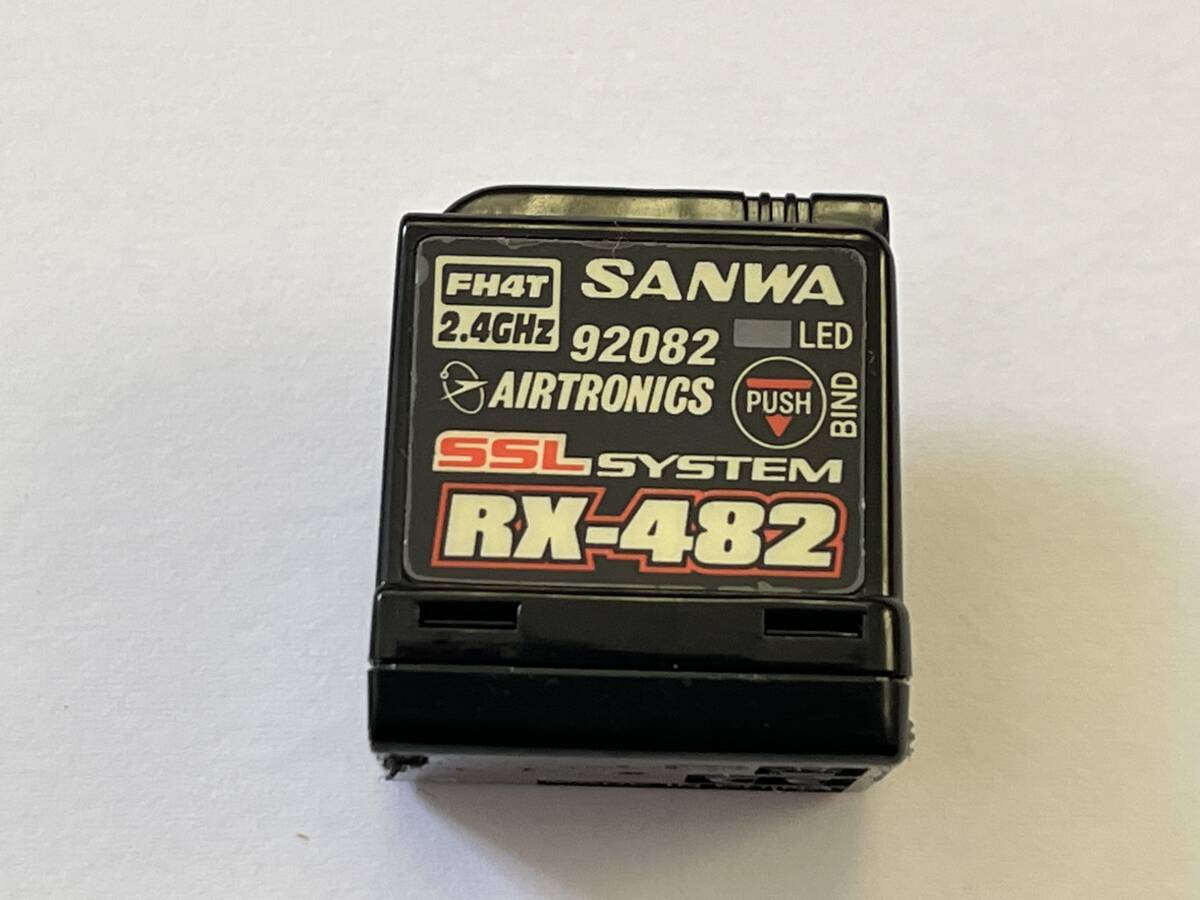 FH4T
2.4GHz
SANWA
92082
LED
AIRTRONICS
PUSH
BIND
SSL SYSTEM
RX-482